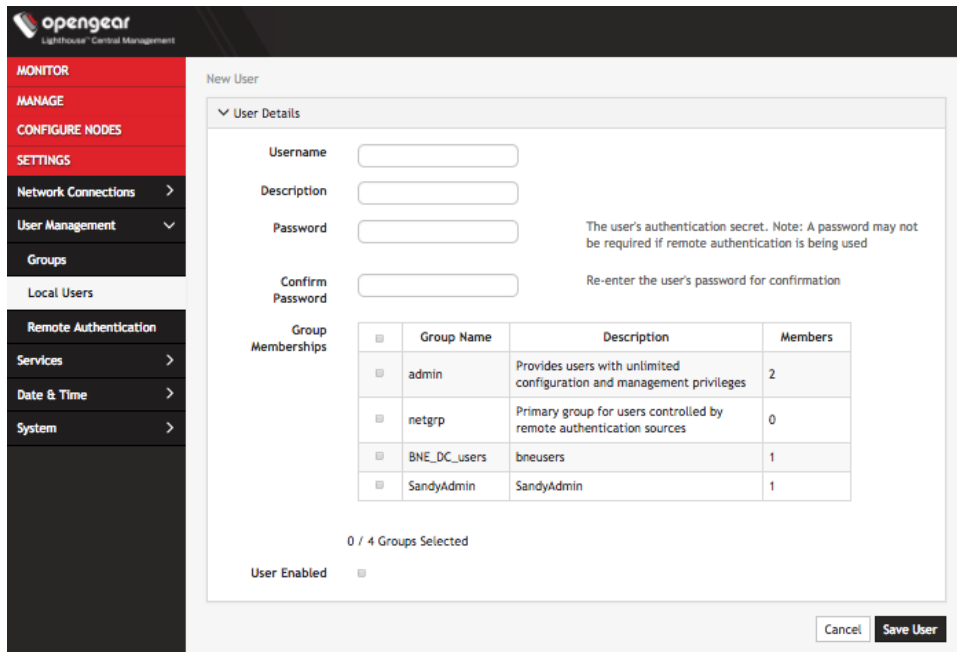 opengear
Lighthouse™ Central Management
MONITOR
MANAGE
CONFIGURE NODES
SETTINGS
Network Connections
User Management
Groups
Local Users
Remote Authentication
Services
Date & Time
System
New User
User Details
Username
Description
Password
The user's authentication secret. Note: A password may not
be required if remote authentication is being used
Confirm
Password
Re-enter the user's password for confirmation
Group
Memberships
Group Name Description Members
admin Provides users with unlimited
configuration and management privileges 2
netgrp Primary group for users controlled by
remote authentication sources 0
BNE_DC_users bneusers 1
SandyAdmin SandyAdmin 1
0 / 4 Groups Selected
User Enabled
Cancel Save User